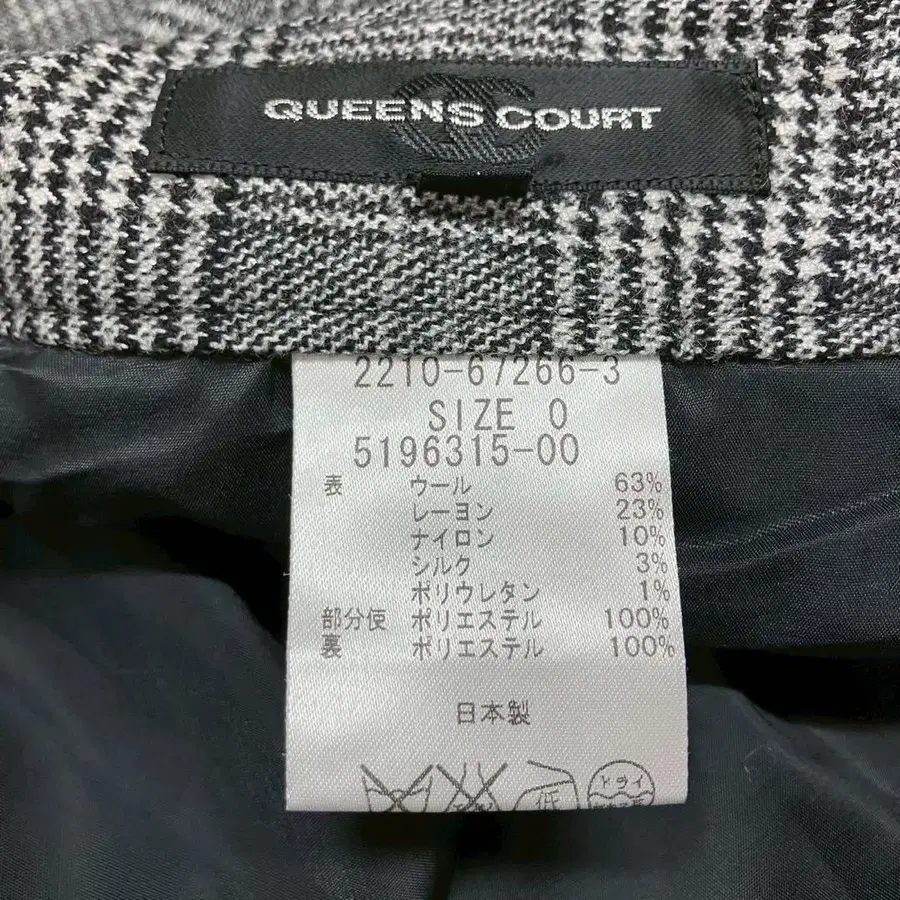 QUEENS COURT
2210-67266-3
SIZE 0
5196315-00
表 ウール 63%
レーヨン 23%
ナイロン 10%
シルク 3%
ポリウレタン 1%
部分使 ポリエステル 100%
裏 ポリエステル 100%
日本製
低 ドライ